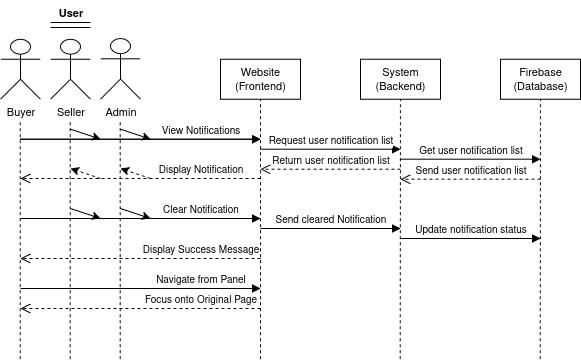 User
Buyer
Seller
Admin
Website
(Frontend)
System
(Backend)
Firebase
(Database)
View Notifications
Request user notification list
Get user notification list
Return user notification list
Send user notification list
Display Notification
Clear Notification
Send cleared Notification
Update notification status
Display Success Message
Navigate from Panel
Focus onto Original Page